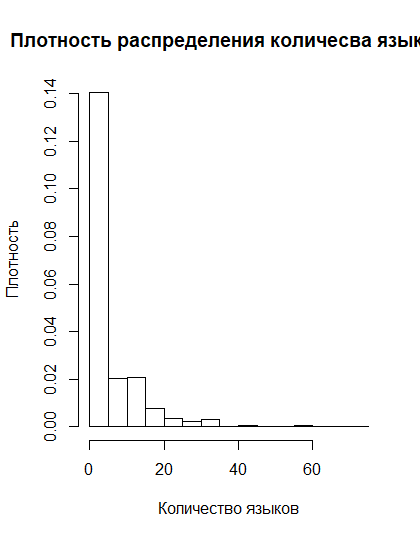 Плотность распределения количесва язык
Плотность
0.00 0.02 0.04 0.06 0.08 0.10 0.12 0.14
0 20 40 60
Количество языков